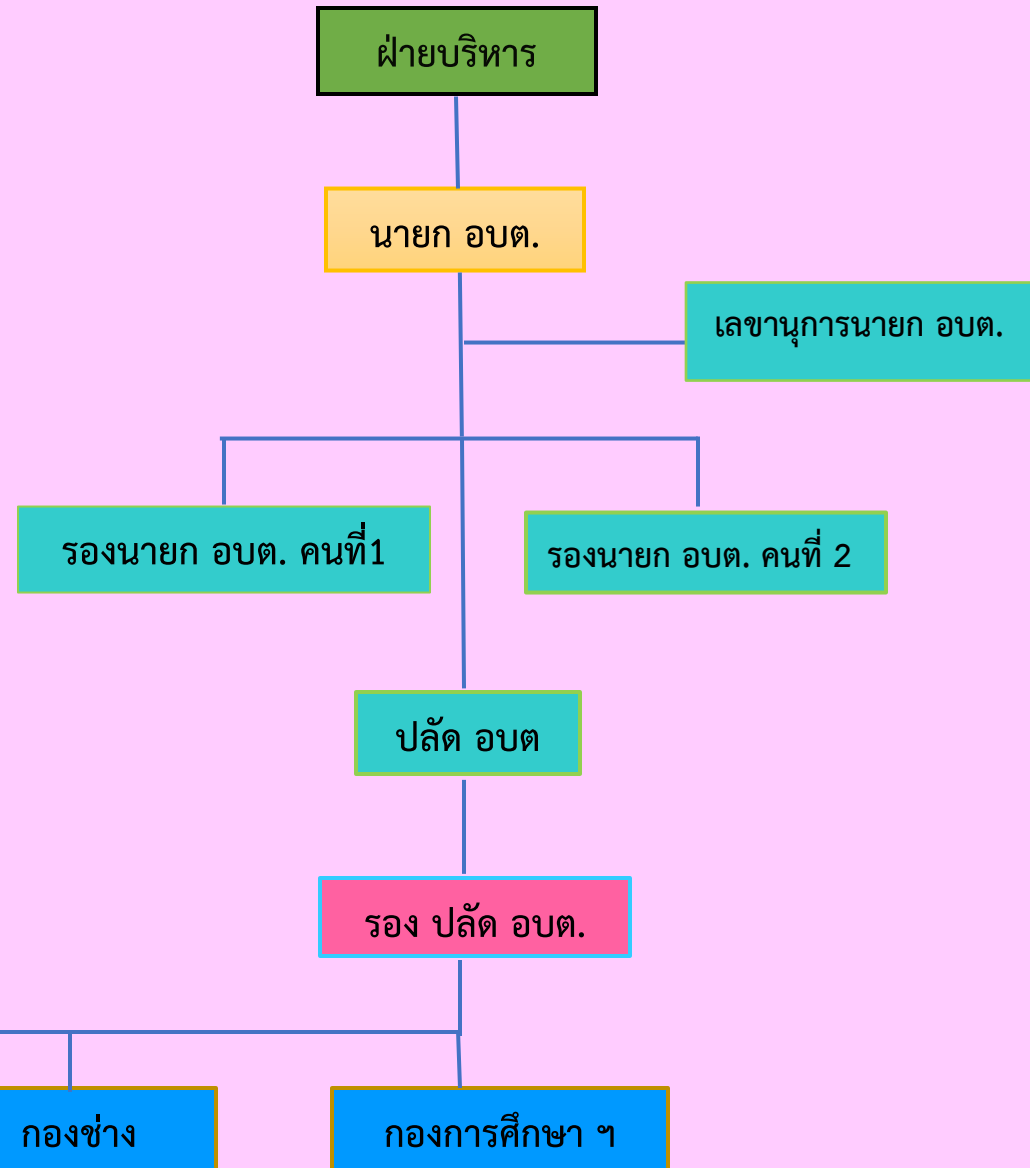 ฝ่ายบริหาร
นายก อบต.
เลขานุการนายก อบต.
รองนายก อบต. คนที่1
รองนายก อบต. คนที่ 2
ปลัด อบต
รอง ปลัด อบต.
กองช่าง
กองการศึกษา ฯ